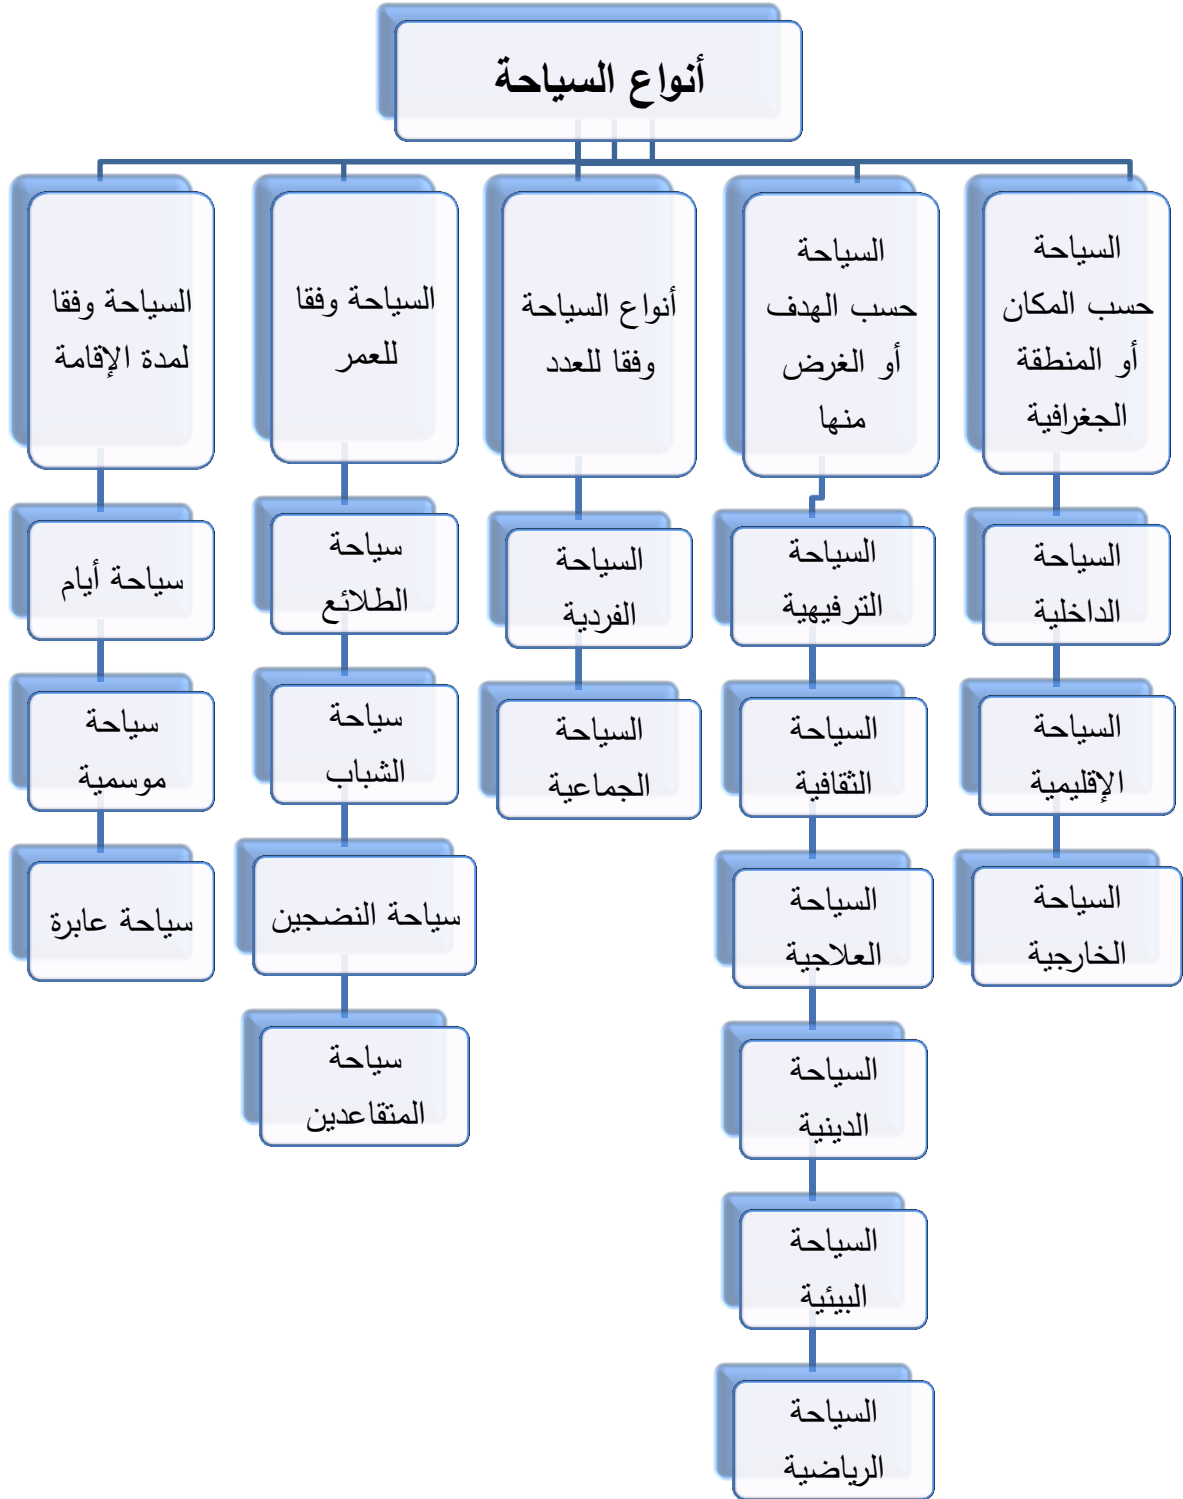 أنواع السياحة
السياحة
حسب المكان
أو المنطقة
الجغرافية
السياحة
الداخلية
السياحة
الإقليمية
السياحة
الخارجية
السياحة
حسب الهدف
أو الغرض
منها
السياحة
الترفيهية
السياحة
الثقافية
السياحة
العلاجية
السياحة
الدينية
السياحة
البيئية
السياحة
الرياضية
أنواع السياحة
وفقا للعدد
السياحة
الفردية
السياحة
الجماعية
السياحة وفقا
للعمر
سياحة
الطلائع
سياحة
الشباب
سياحة النضجين
سياحة
المتقاعدين
السياحة وفقا
لمدة الإقامة
سياحة أيام
سياحة
موسمية
سياحة عابرة